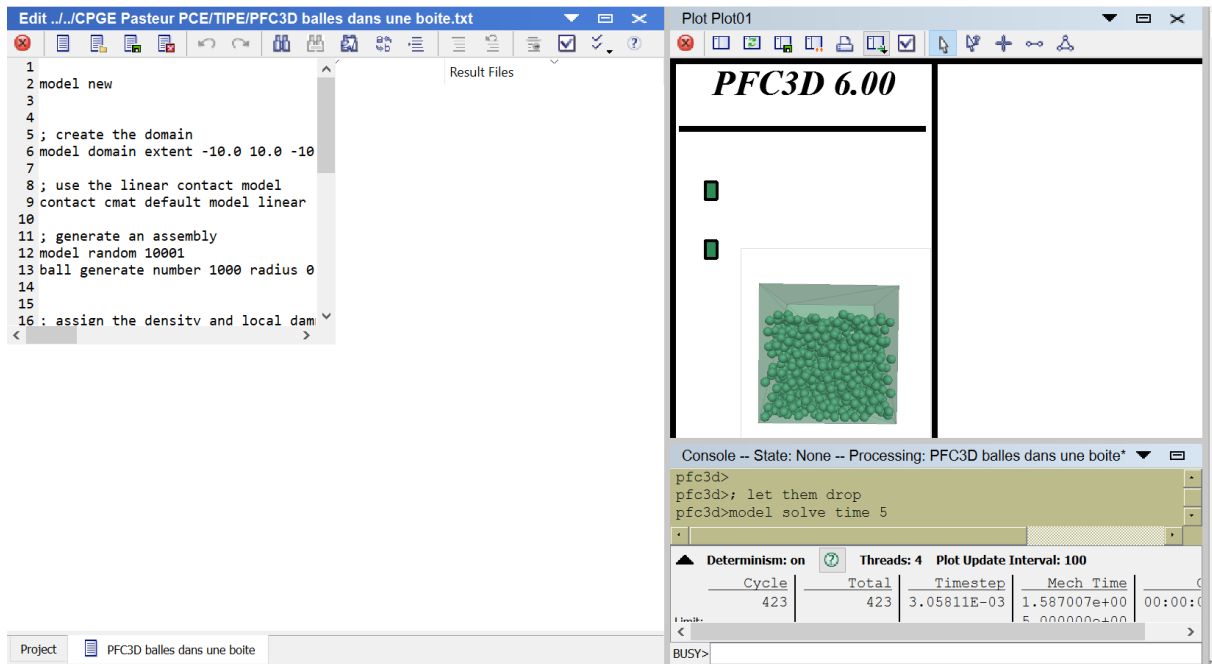 Edit ../../CPGE Pasteur PCE/TIPE/PFC3D balles dans une boite.txt
1
2 model new
3
4
5 ; create the domain
6 model domain extent -10.0 10.0 -10
7
8 ; use the linear contact model
9 contact cmat default model linear
10
11 ; generate an assembly
12 model random 10001
13 ball generate number 1000 radius 0
14
15
16 ; assign the density and local dam
Result Files
Project
PFC3D balles dans une boite
Plot Plot01
PFC3D 6.00
Console -- State: None -- Processing: PFC3D balles dans une boite*
pfc3d>
pfc3d>; let them drop
pfc3d>model solve time 5
Determinism: on Threads: 4 Plot Update Interval: 100
Cycle Total Timestep Mech Time
423 423 3.05811E-03 1.587007e+00 00:00:0
Limit: 5.000000e+00
BUSY>